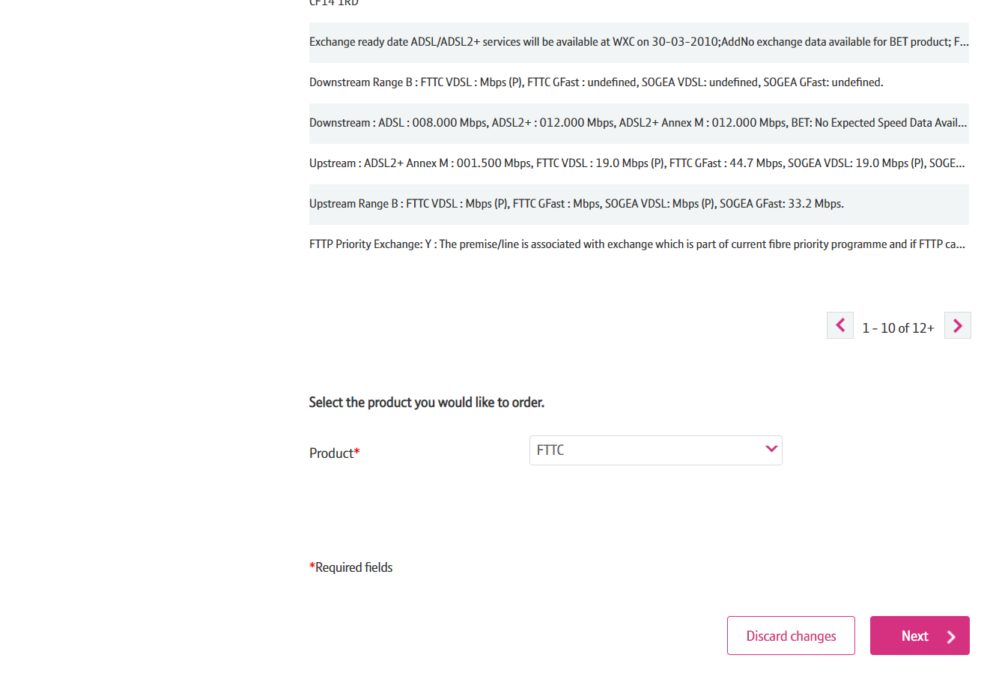 CF14 1RD
Exchange ready date ADSL/ADSL2+ services will be available at WXC on 30-03-2010;AddNo exchange data available for BET product; F...
Downstream Range B : FTTC VDSL : Mbps (P), FTTC GFast : undefined, SOGEA VDSL: undefined, SOGEA GFast: undefined.
Downstream : ADSL : 008.000 Mbps, ADSL2+ : 012.000 Mbps, ADSL2+ Annex M : 012.000 Mbps, BET: No Expected Speed Data Avail...
Upstream : ADSL2+ Annex M : 001.500 Mbps, FTTC VDSL : 19.0 Mbps (P), FTTC GFast : 44.7 Mbps, SOGEA VDSL: 19.0 Mbps (P), SOGE...
Upstream Range B : FTTC VDSL : Mbps (P), FTTC GFast : Mbps, SOGEA VDSL: Mbps (P), SOGEA GFast: 33.2 Mbps.
FTTP Priority Exchange: Y : The premise/line is associated with exchange which is part of current fibre priority programme and if FTTP ca...
1 - 10 of 12+
Select the product you would like to order.
Product*
FTTC
*Required fields
Discard changes
Next